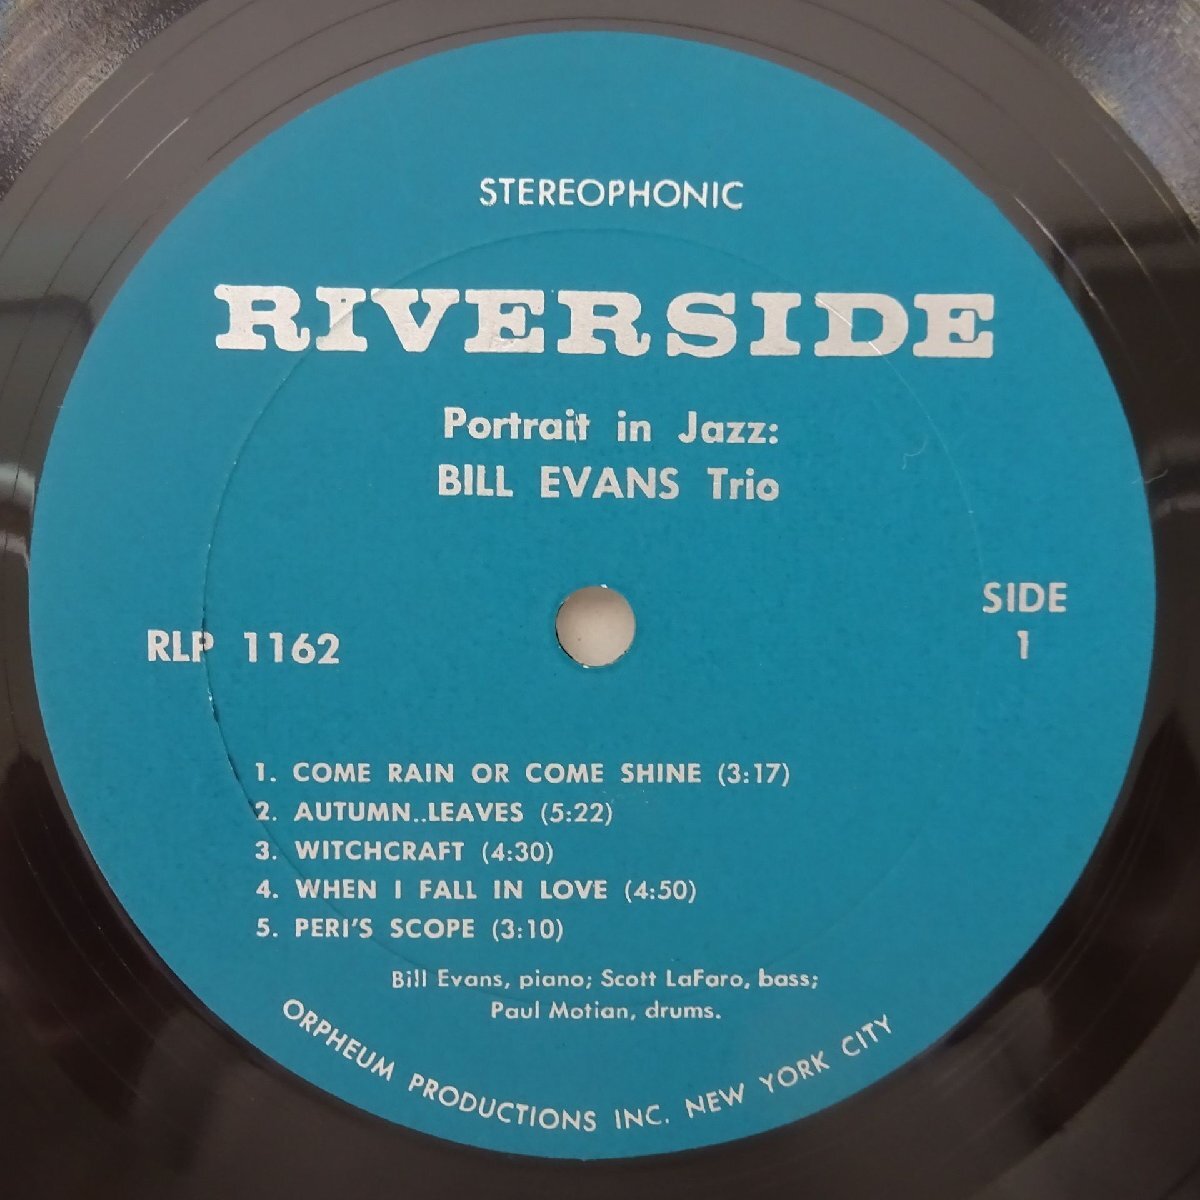 STEREOPHONIC
RIVERSIDE
Portrait in Jazz:
BILL EVANS Trio
SIDE
1
RLP 1162
1. COME RAIN OR COME SHINE (3:17)
2. AUTUMN..LEAVES (5:22)
3. WITCHCRAFT (4:30)
4. WHEN I FALL IN LOVE (4:50)
5. PERI'S SCOPE (3:10)
Bill Evans, piano; Scott LaFaro, bass;
Paul Motian, drums.
ORPHEUM PRODUCTIONS INC. NEW YORK CITY